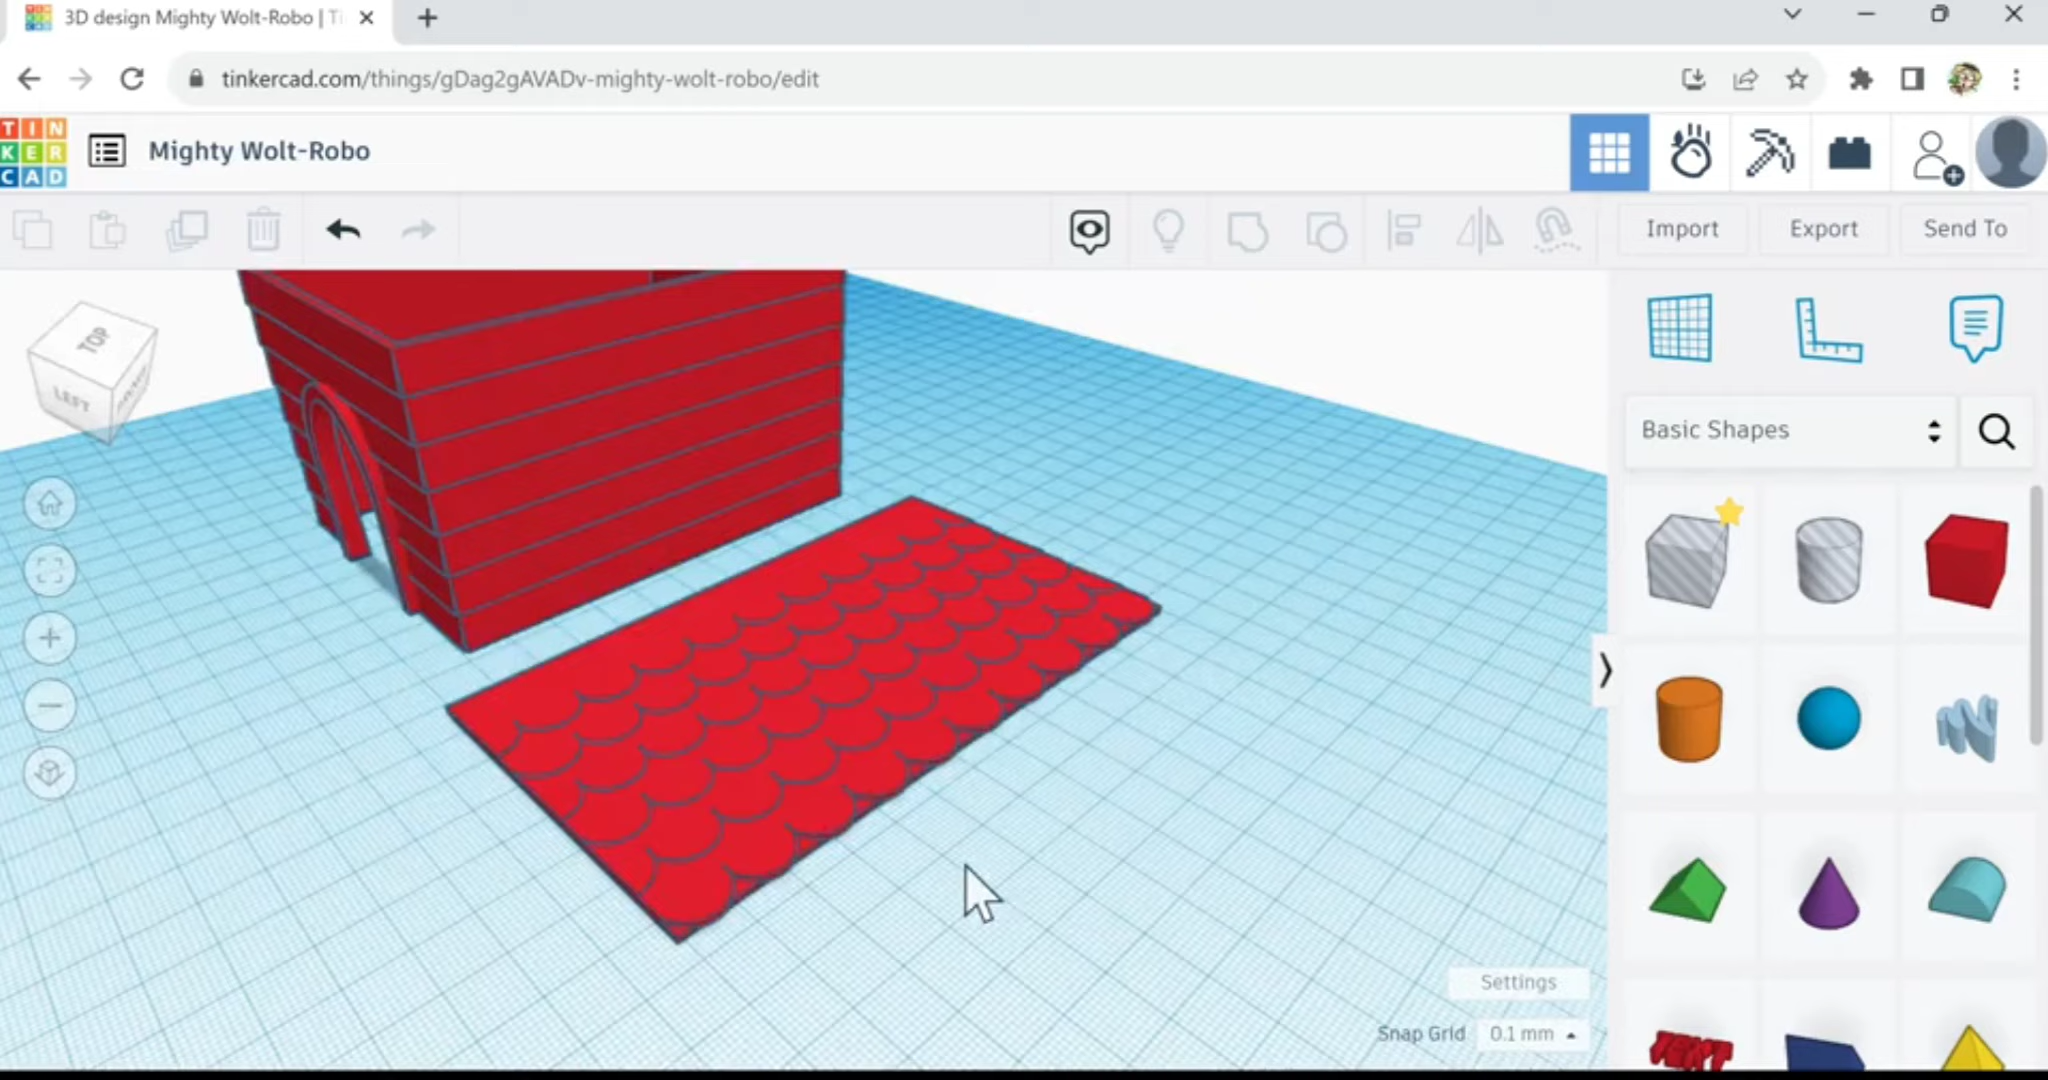 3D design Mighty Wolt-Robo | Ti
tinkercad.com/things/gDag2gAVADv-mighty-wolt-robo/edit
TIN
KER
CAD
Mighty Wolt-Robo
Import
Export
Send To
TOP
LEFT
Basic Shapes
TEXT
Settings
Snap Grid 0.1 mm